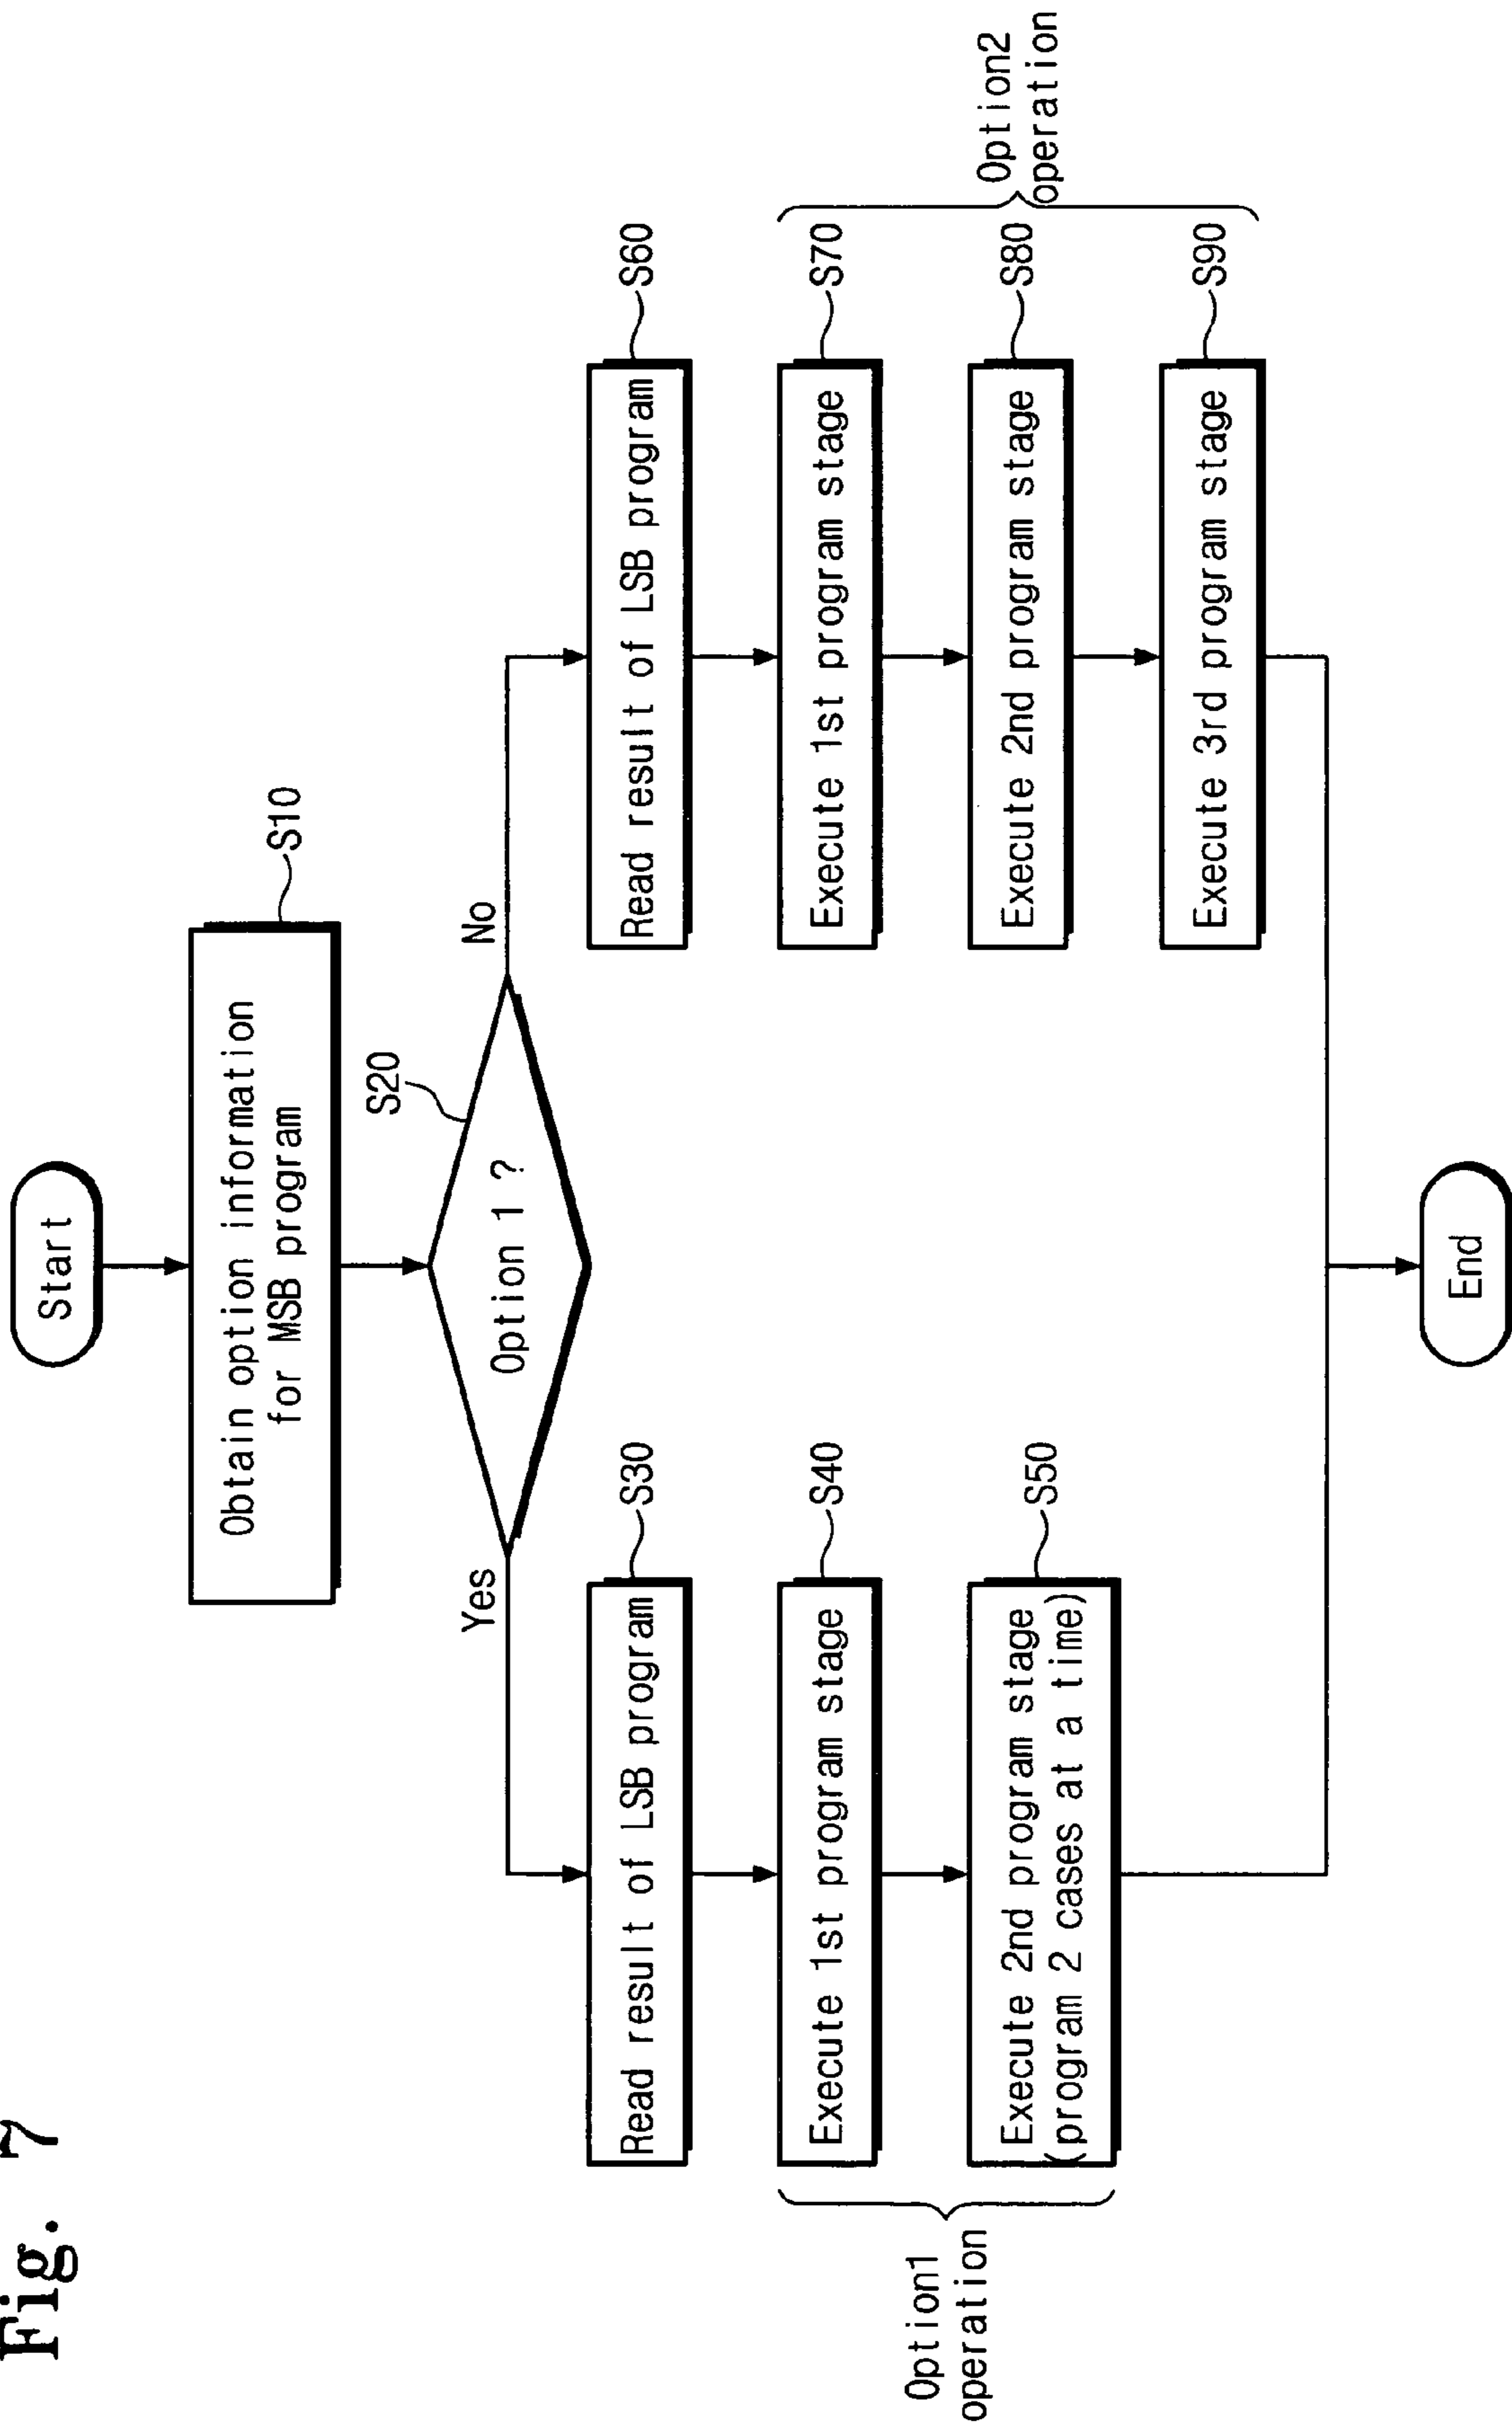 Fig. 7
Start
Obtain option information
for MSB program
S10
S20
Option 1 ?
Yes
No
Read result of LSB program
S30
Execute 1st program stage
S40
Execute 2nd program stage
(program 2 cases at a time)
S50
Option1
operation
Read result of LSB program
S60
Execute 1st program stage
S70
Execute 2nd program stage
S80
Execute 3rd program stage
S90
Option2
operation
End